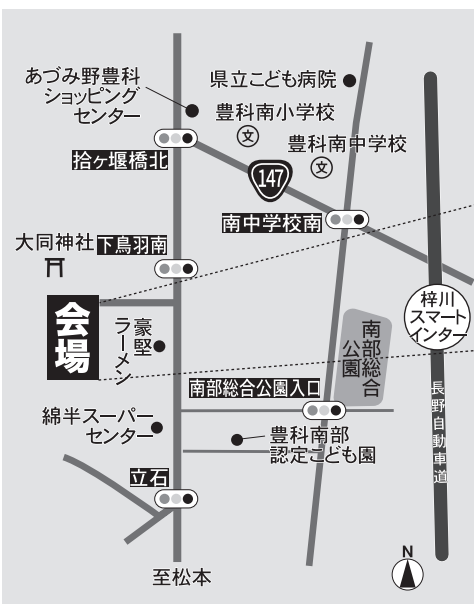 あづみ野豊科
ショッピング
センター
県立こども病院
豊科南小学校
文
豊科南中学校
文
拾ヶ堰橋北
147
南中学校南
大同神社
下鳥羽南
会場
豪堅
ラーメン
梓川
スマート
インター
南部総合
公園
南部総合公園入口
長野自動車道
綿半スーパー
センター
豊科南部
認定こども園
立石
至松本
N